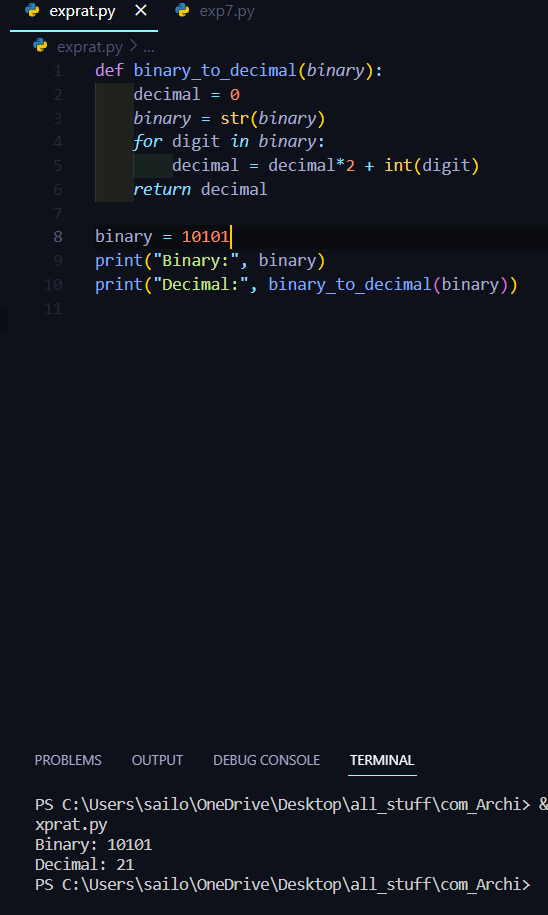 exprat.py × exp7.py
exprat.py > ...
1 def binary_to_decimal(binary):
2     decimal = 0
3     binary = str(binary)
4     for digit in binary:
5         decimal = decimal*2 + int(digit)
6     return decimal
7
8 binary = 10101
9 print("Binary:", binary)
10 print("Decimal:", binary_to_decimal(binary))
11
PROBLEMS OUTPUT DEBUG CONSOLE TERMINAL
PS C:\Users\sailo\OneDrive\Desktop\all_stuff\com_Archi> &
xprat.py
Binary: 10101
Decimal: 21
PS C:\Users\sailo\OneDrive\Desktop\all_stuff\com_Archi>